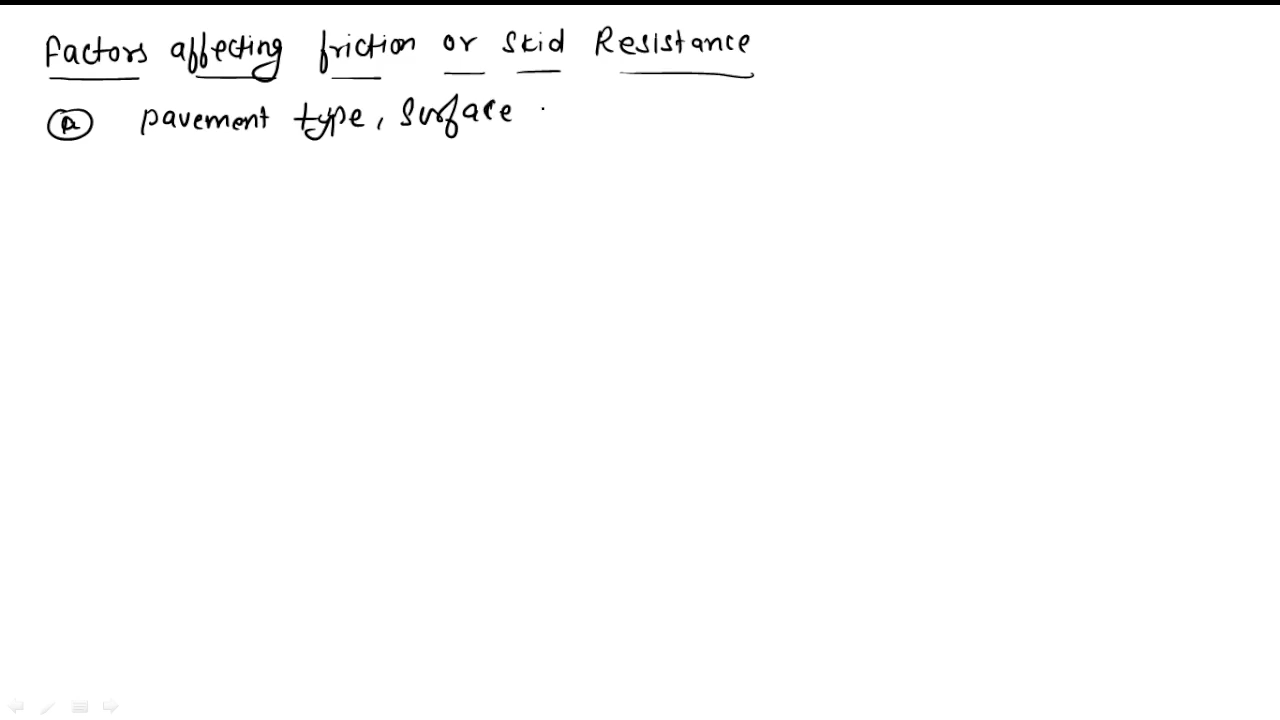 Factors affecting friction or Skid Resistance
(a) pavement type, Surface